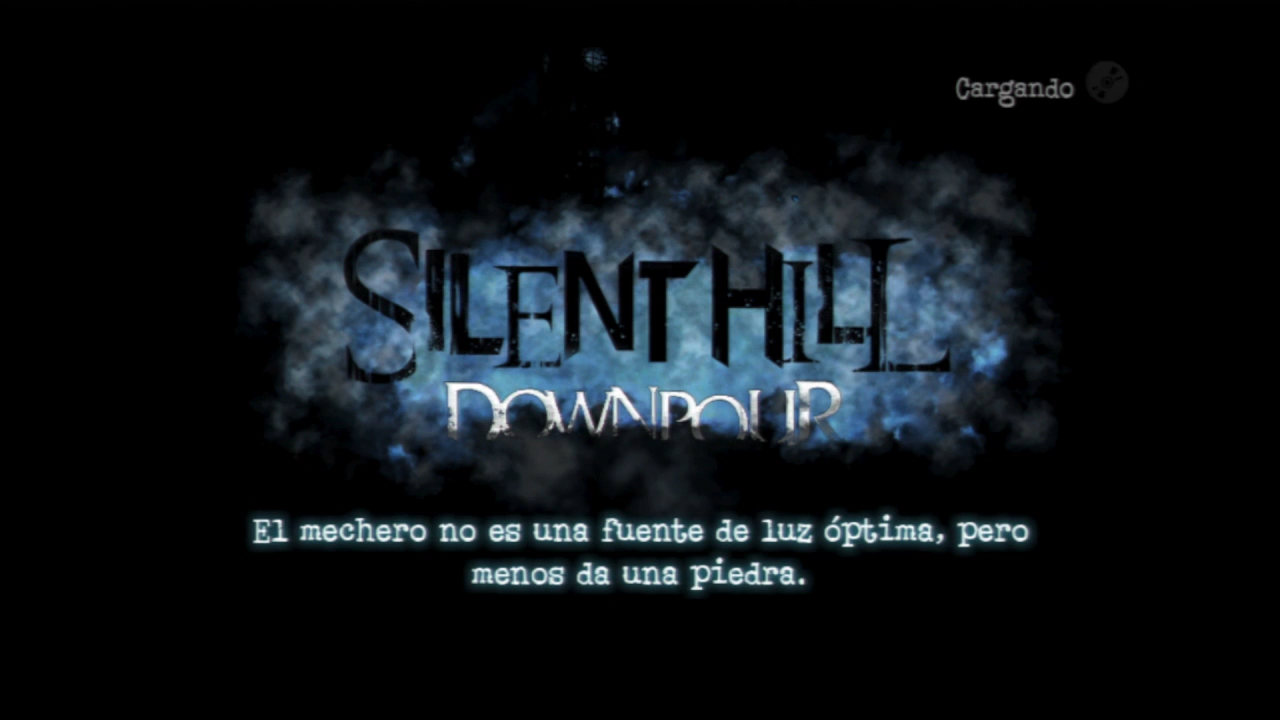 Cargando
SILENT HILL
DOWNPOUR
El mechero no es una fuente de luz óptima, pero
menos da una piedra.